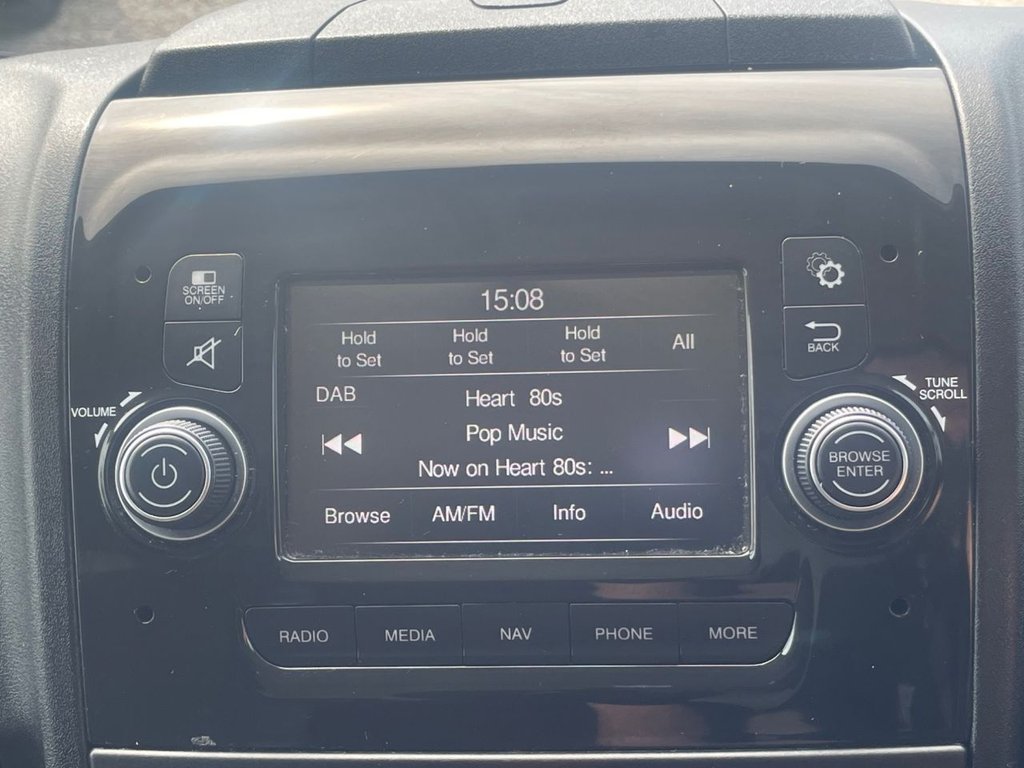 SCREEN
ON/OFF
15:08
Hold
to Set
Hold
to Set
Hold
to Set
All
BACK
VOLUME
TUNE
SCROLL
DAB
Heart 80s
Pop Music
Now on Heart 80s: ...
BROWSE
ENTER
Browse
AM/FM
Info
Audio
RADIO
MEDIA
NAV
PHONE
MORE